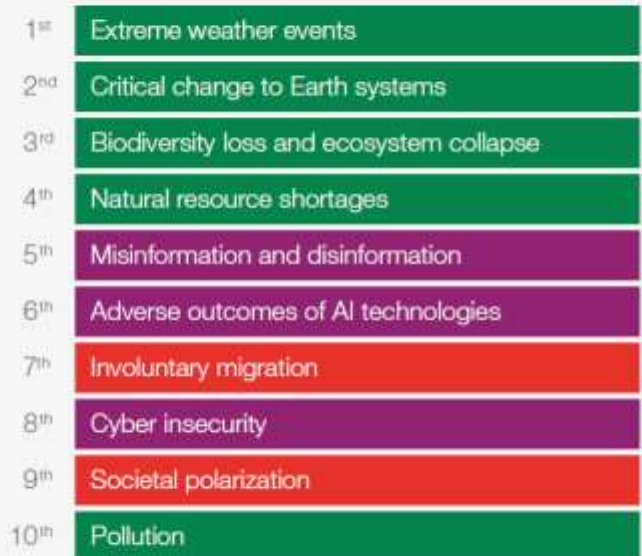 1st Extreme weather events
2nd Critical change to Earth systems
3rd Biodiversity loss and ecosystem collapse
4th Natural resource shortages
5th Misinformation and disinformation
6th Adverse outcomes of AI technologies
7th Involuntary migration
8th Cyber insecurity
9th Societal polarization
10th Pollution